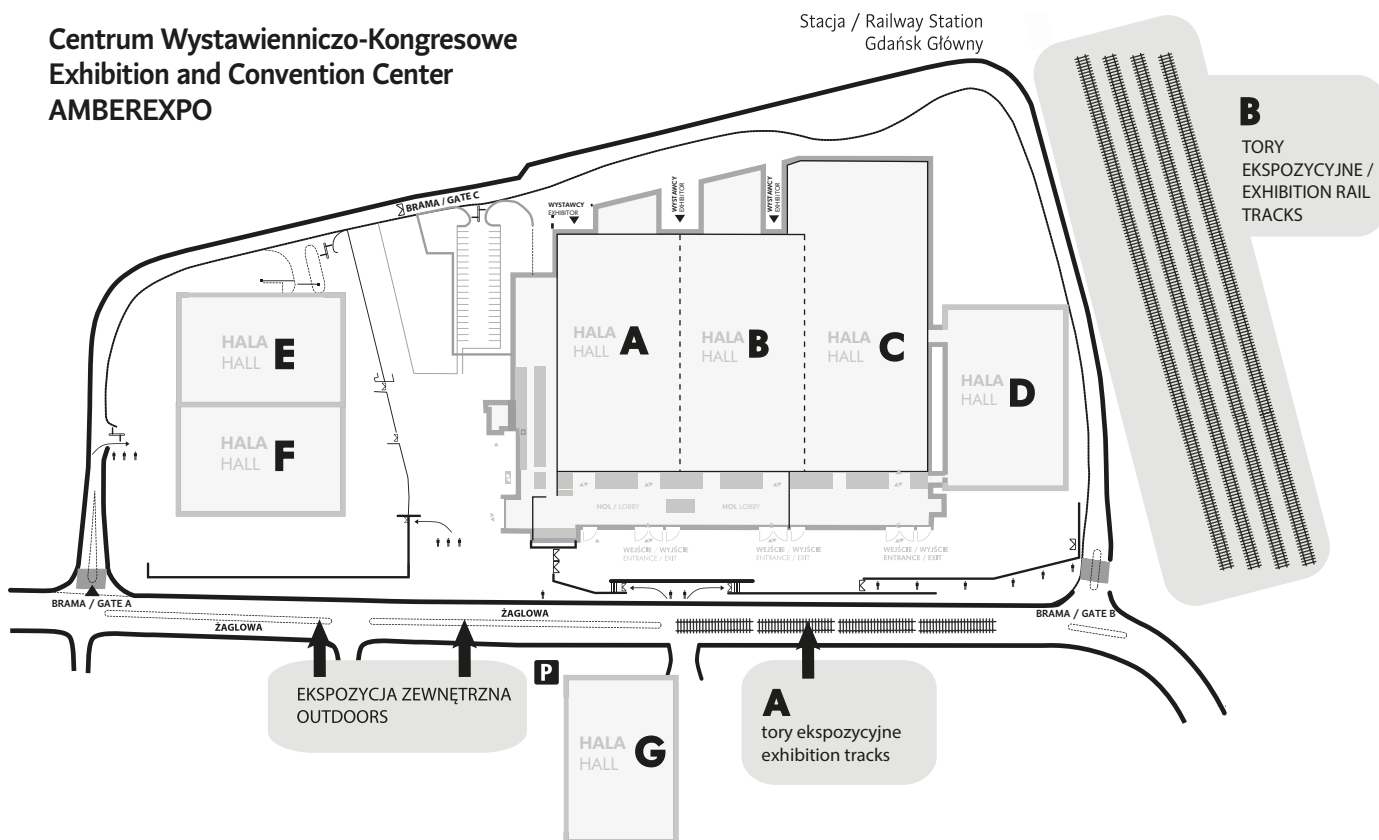 Centrum Wystawienniczo-Kongresowe
Exhibition and Convention Center
AMBEREXPO
Stacja / Railway Station
Gdańsk Główny
B
TORY
EKSPOZYCYJNE /
EXHIBITION RAIL
TRACKS
BRAMA / GATE C
WYSTAWCY
EXHIBITOR
WYSTAWCY
EXHIBITOR
WYSTAWCY
EXHIBITOR
HALA
HALL
E
HALA
HALL
F
HALA
HALL
A
HALA
HALL
B
HALA
HALL
C
HALA
HALL
D
HOL / LOBBY
HOL LOBBY
WEJŚCIE / WYJŚCIE
ENTRANCE / EXIT
WEJŚCIE / WYJŚCIE
ENTRANCE / EXIT
WEJŚCIE / WYJŚCIE
ENTRANCE / EXIT
BRAMA / GATE A
ŻAGLOWA
ŻAGLOWA
BRAMA / GATE B
EKSPOZYCJA ZEWNĘTRZNA
OUTDOORS
P
HALA
HALL
G
A
tory ekspozycyjne
exhibition tracks